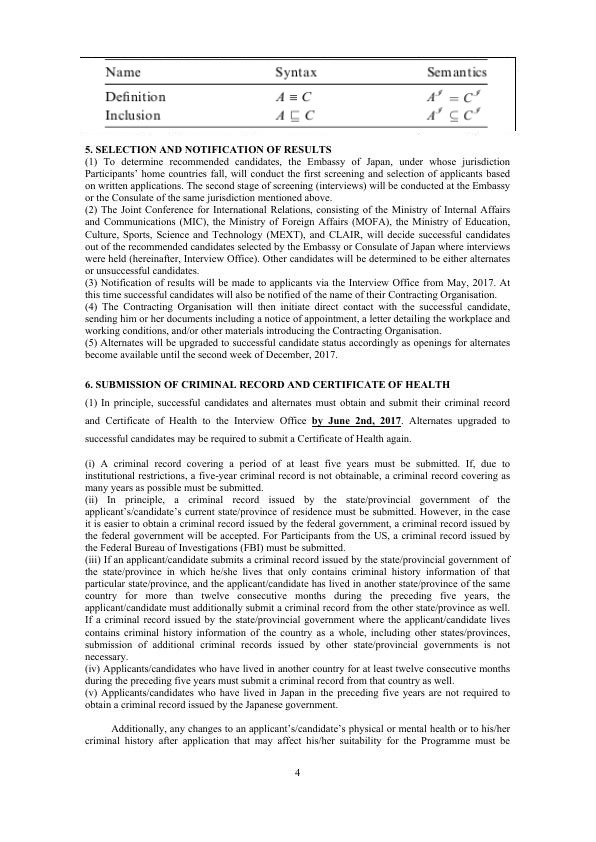 Name Syntax Semantics
Definition A ≡ C Aᴵ = Cᴵ
Inclusion A ⊑ C Aᴵ ⊆ Cᴵ
5. SELECTION AND NOTIFICATION OF RESULTS
(1) To determine recommended candidates, the Embassy of Japan, under whose jurisdiction
Participants' home countries fall, will conduct the first screening and selection of applicants based
on written applications. The second stage of screening (interviews) will be conducted at the Embassy
or the Consulate of the same jurisdiction mentioned above.
(2) The Joint Conference for International Relations, consisting of the Ministry of Internal Affairs
and Communications (MIC), the Ministry of Foreign Affairs (MOFA), the Ministry of Education,
Culture, Sports, Science and Technology (MEXT), and CLAIR, will decide successful candidates
out of the recommended candidates selected by the Embassy or Consulate of Japan where interviews
were held (hereinafter, Interview Office). Other candidates will be determined to be either alternates
or unsuccessful candidates.
(3) Notification of results will be made to applicants via the Interview Office from May, 2017. At
this time successful candidates will also be notified of the name of their Contracting Organisation.
(4) The Contracting Organisation will then initiate direct contact with the successful candidate,
sending him or her documents including a notice of appointment, a letter detailing the workplace and
working conditions, and/or other materials introducing the Contracting Organisation.
(5) Alternates will be upgraded to successful candidate status accordingly as openings for alternates
become available until the second week of December, 2017.
6. SUBMISSION OF CRIMINAL RECORD AND CERTIFICATE OF HEALTH
(1) In principle, successful candidates and alternates must obtain and submit their criminal record
and Certificate of Health to the Interview Office by June 2nd, 2017. Alternates upgraded to
successful candidates may be required to submit a Certificate of Health again.
(i) A criminal record covering a period of at least five years must be submitted. If, due to
institutional restrictions, a five-year criminal record is not obtainable, a criminal record covering as
many years as possible must be submitted.
(ii) In principle, a criminal record issued by the state/provincial government of the
applicant's/candidate's current state/province of residence must be submitted. However, in the case
it is easier to obtain a criminal record issued by the federal government, a criminal record issued by
the federal government will be accepted. For Participants from the US, a criminal record issued by
the Federal Bureau of Investigations (FBI) must be submitted.
(iii) If an applicant/candidate submits a criminal record issued by the state/provincial government of
the state/province in which he/she lives that only contains criminal history information of that
particular state/province, and the applicant/candidate has lived in another state/province of the same
country for more than twelve consecutive months during the preceding five years, the
applicant/candidate must additionally submit a criminal record from the other state/province as well.
If a criminal record issued by the state/provincial government where the applicant/candidate lives
contains criminal history information of the country as a whole, including other states/provinces,
submission of additional criminal records issued by other state/provincial governments is not
necessary.
(iv) Applicants/candidates who have lived in another country for at least twelve consecutive months
during the preceding five years must submit a criminal record from that country as well.
(v) Applicants/candidates who have lived in Japan in the preceding five years are not required to
obtain a criminal record issued by the Japanese government.
Additionally, any changes to an applicant's/candidate's physical or mental health or to his/her
criminal history after application that may affect his/her suitability for the Programme must be
4